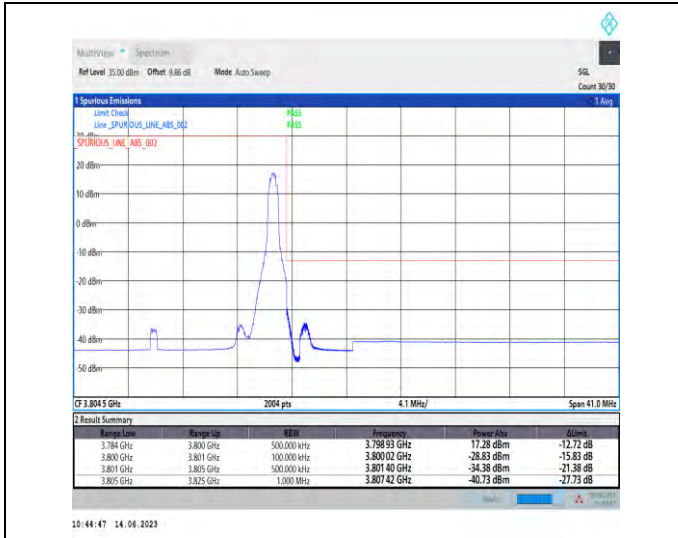 MultiView Spectrum
Ref Level 35.00 dBm Offset 9.86 dB Mode Auto Sweep SGL
Count 30/30
1 Spurious Emissions 1 Avg
Limit Check PASS
Line _SPURIOUS_LINE_ABS_002 PASS
30 dBm
_SPURIOUS_LINE_ABS_002
20 dBm
10 dBm
0 dBm
-10 dBm
-20 dBm
-30 dBm
-40 dBm
-50 dBm
CF 3.804 5 GHz 2004 pts 4.1 MHz/ Span 41.0 MHz
2 Result Summary
Range Low Range Up RBW Frequency Power Abs ΔLimit
3.784 GHz 3.800 GHz 500.000 kHz 3.798 93 GHz 17.28 dBm -12.72 dB
3.800 GHz 3.801 GHz 100.000 kHz 3.800 02 GHz -28.83 dBm -15.83 dB
3.801 GHz 3.805 GHz 500.000 kHz 3.801 40 GHz -34.38 dBm -21.38 dB
3.805 GHz 3.825 GHz 1.000 MHz 3.807 42 GHz -40.73 dBm -27.73 dB
10:44:47 14.06.2023